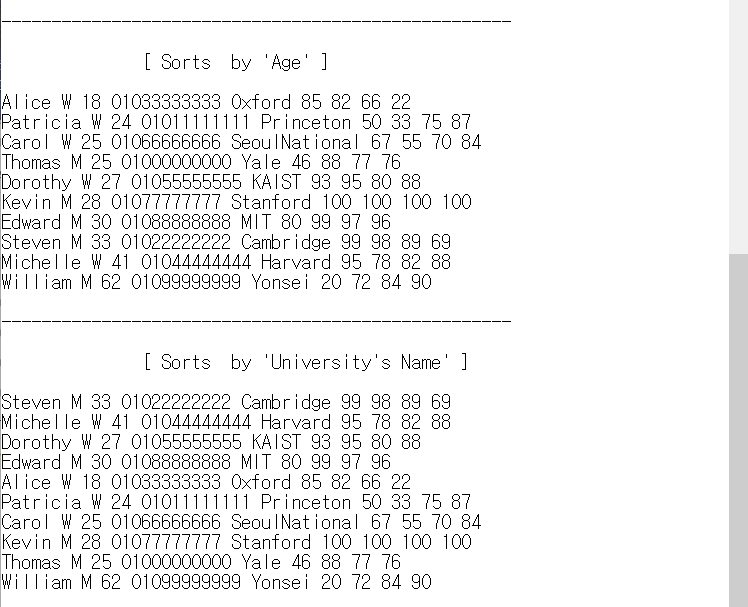 ---------------------------------------------------
[ Sorts  by 'Age' ]
Alice W 18 01033333333 Oxford 85 82 66 22
Patricia W 24 01011111111 Princeton 50 33 75 87
Carol W 25 01066666666 SeoulNational 67 55 70 84
Thomas M 25 01000000000 Yale 46 88 77 76
Dorothy W 27 01055555555 KAIST 93 95 80 88
Kevin M 28 01077777777 Stanford 100 100 100 100
Edward M 30 01088888888 MIT 80 99 97 96
Steven M 33 01022222222 Cambridge 99 98 89 69
Michelle W 41 01044444444 Harvard 95 78 82 88
William M 62 01099999999 Yonsei 20 72 84 90
---------------------------------------------------
[ Sorts  by 'University's Name' ]
Steven M 33 01022222222 Cambridge 99 98 89 69
Michelle W 41 01044444444 Harvard 95 78 82 88
Dorothy W 27 01055555555 KAIST 93 95 80 88
Edward M 30 01088888888 MIT 80 99 97 96
Alice W 18 01033333333 Oxford 85 82 66 22
Patricia W 24 01011111111 Princeton 50 33 75 87
Carol W 25 01066666666 SeoulNational 67 55 70 84
Kevin M 28 01077777777 Stanford 100 100 100 100
Thomas M 25 01000000000 Yale 46 88 77 76
William M 62 01099999999 Yonsei 20 72 84 90